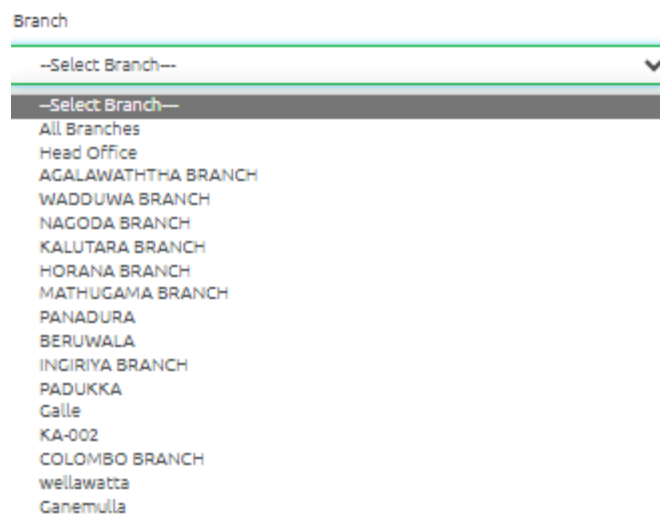 Branch
--Select Branch---
--Select Branch---
All Branches
Head Office
AGALAWATHTHA BRANCH
WADDUWA BRANCH
NAGODA BRANCH
KALUTARA BRANCH
HORANA BRANCH
MATHUGAMA BRANCH
PANADURA
BERUWALA
INGIRIYA BRANCH
PADUKKA
Galle
KA-002
COLOMBO BRANCH
wellawatta
Ganemulla